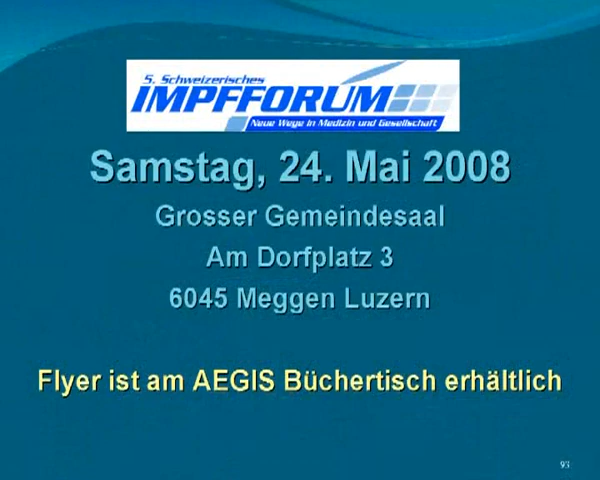 5. Schweizerisches
IMPFFORUM
Neue Wege in Medizin und Gesellschaft
Samstag, 24. Mai 2008
Grosser Gemeindesaal
Am Dorfplatz 3
6045 Meggen Luzern
Flyer ist am AEGIS Büchertisch erhältlich
93